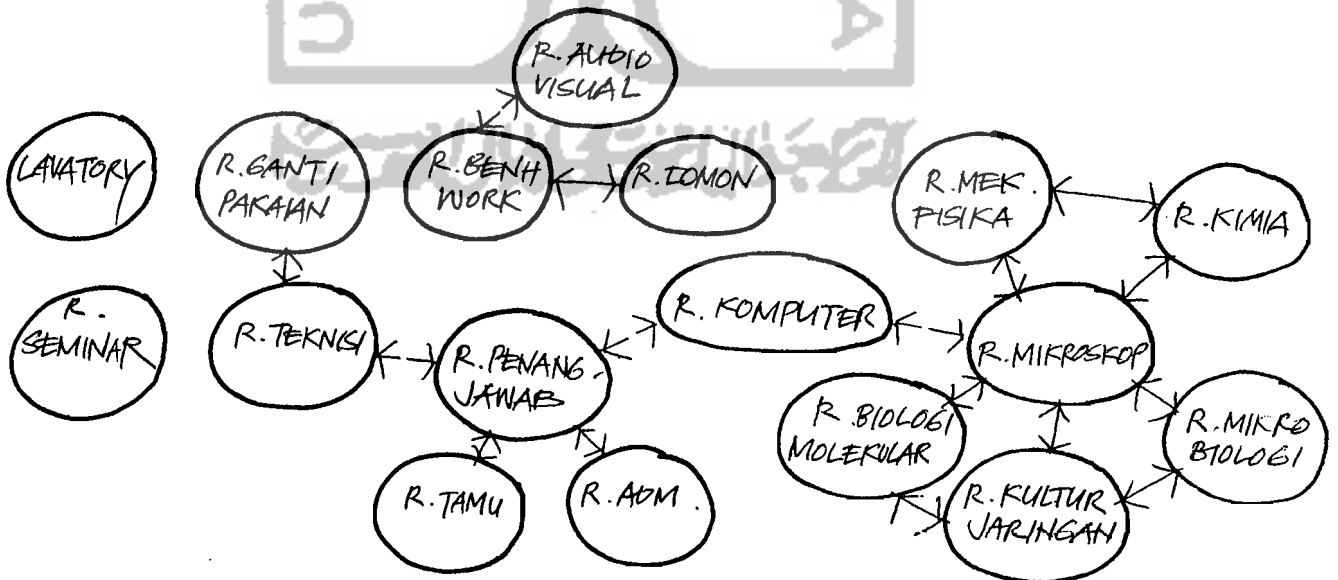 R. AUDIO
VISUAL
LAVATORY
R. GANTI
PAKAIAN
R. BENH
WORK
R. IOMON
R. MEK.
FISIKA
R. KIMIA
R.
SEMINAR
R. TEKNISI
R. PENANG.
JAWAB
R. KOMPUTER
R. MIKROSKOP
R. BIOLOGI
MOLEKULAR
R. MIKRO
BIOLOGI
R. TAMU
R. ADM.
R. KULTUR
JARINGAN